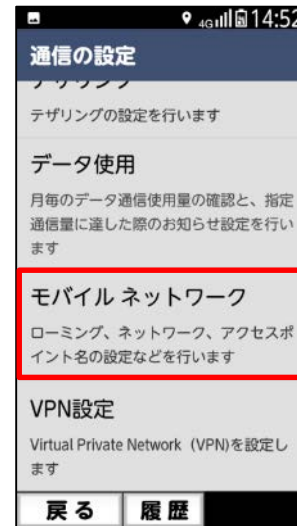 4G 14:52
通信の設定
テザリング
テザリングの設定を行います
データ使用
月毎のデータ通信使用量の確認と、指定
通信量に達した際のお知らせ設定を行い
ます
モバイル ネットワーク
ローミング、ネットワーク、アクセスポ
イント名の設定などを行います
VPN設定
Virtual Private Network（VPN)を設定し
ます
戻る 履歴